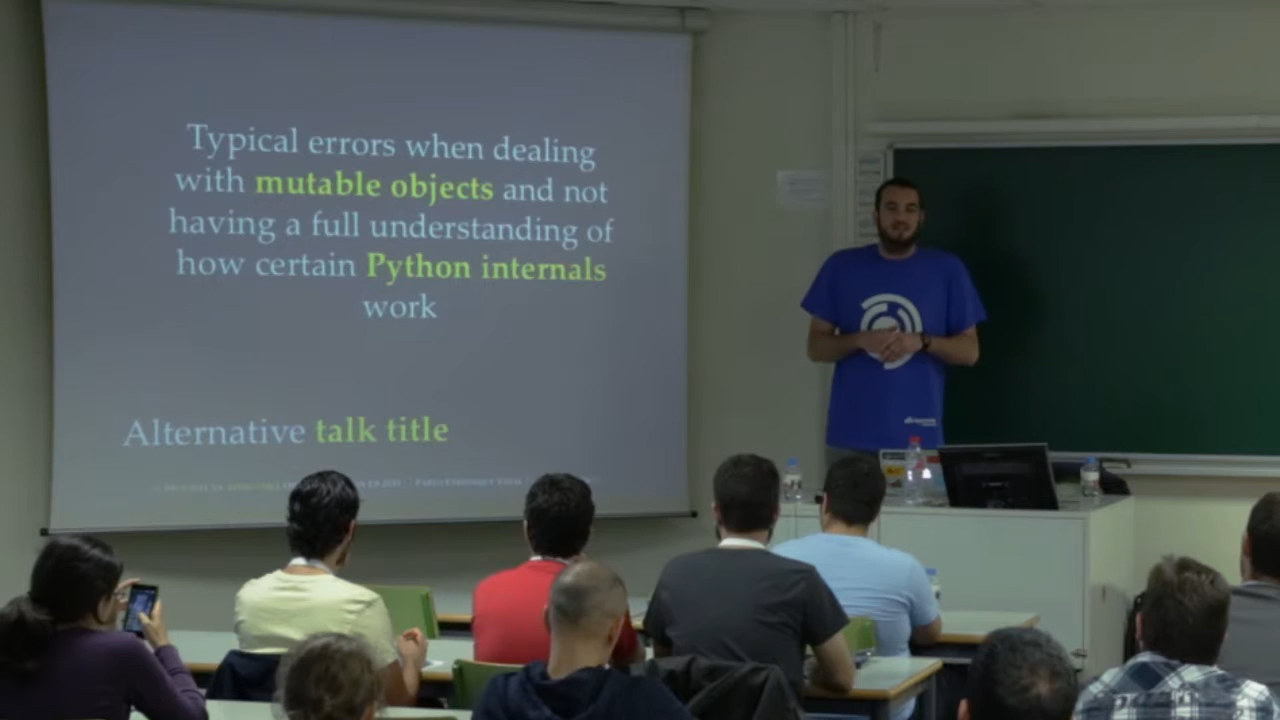 Typical errors when dealing
with mutable objects and not
having a full understanding of
how certain Python internals
work
Alternative talk title